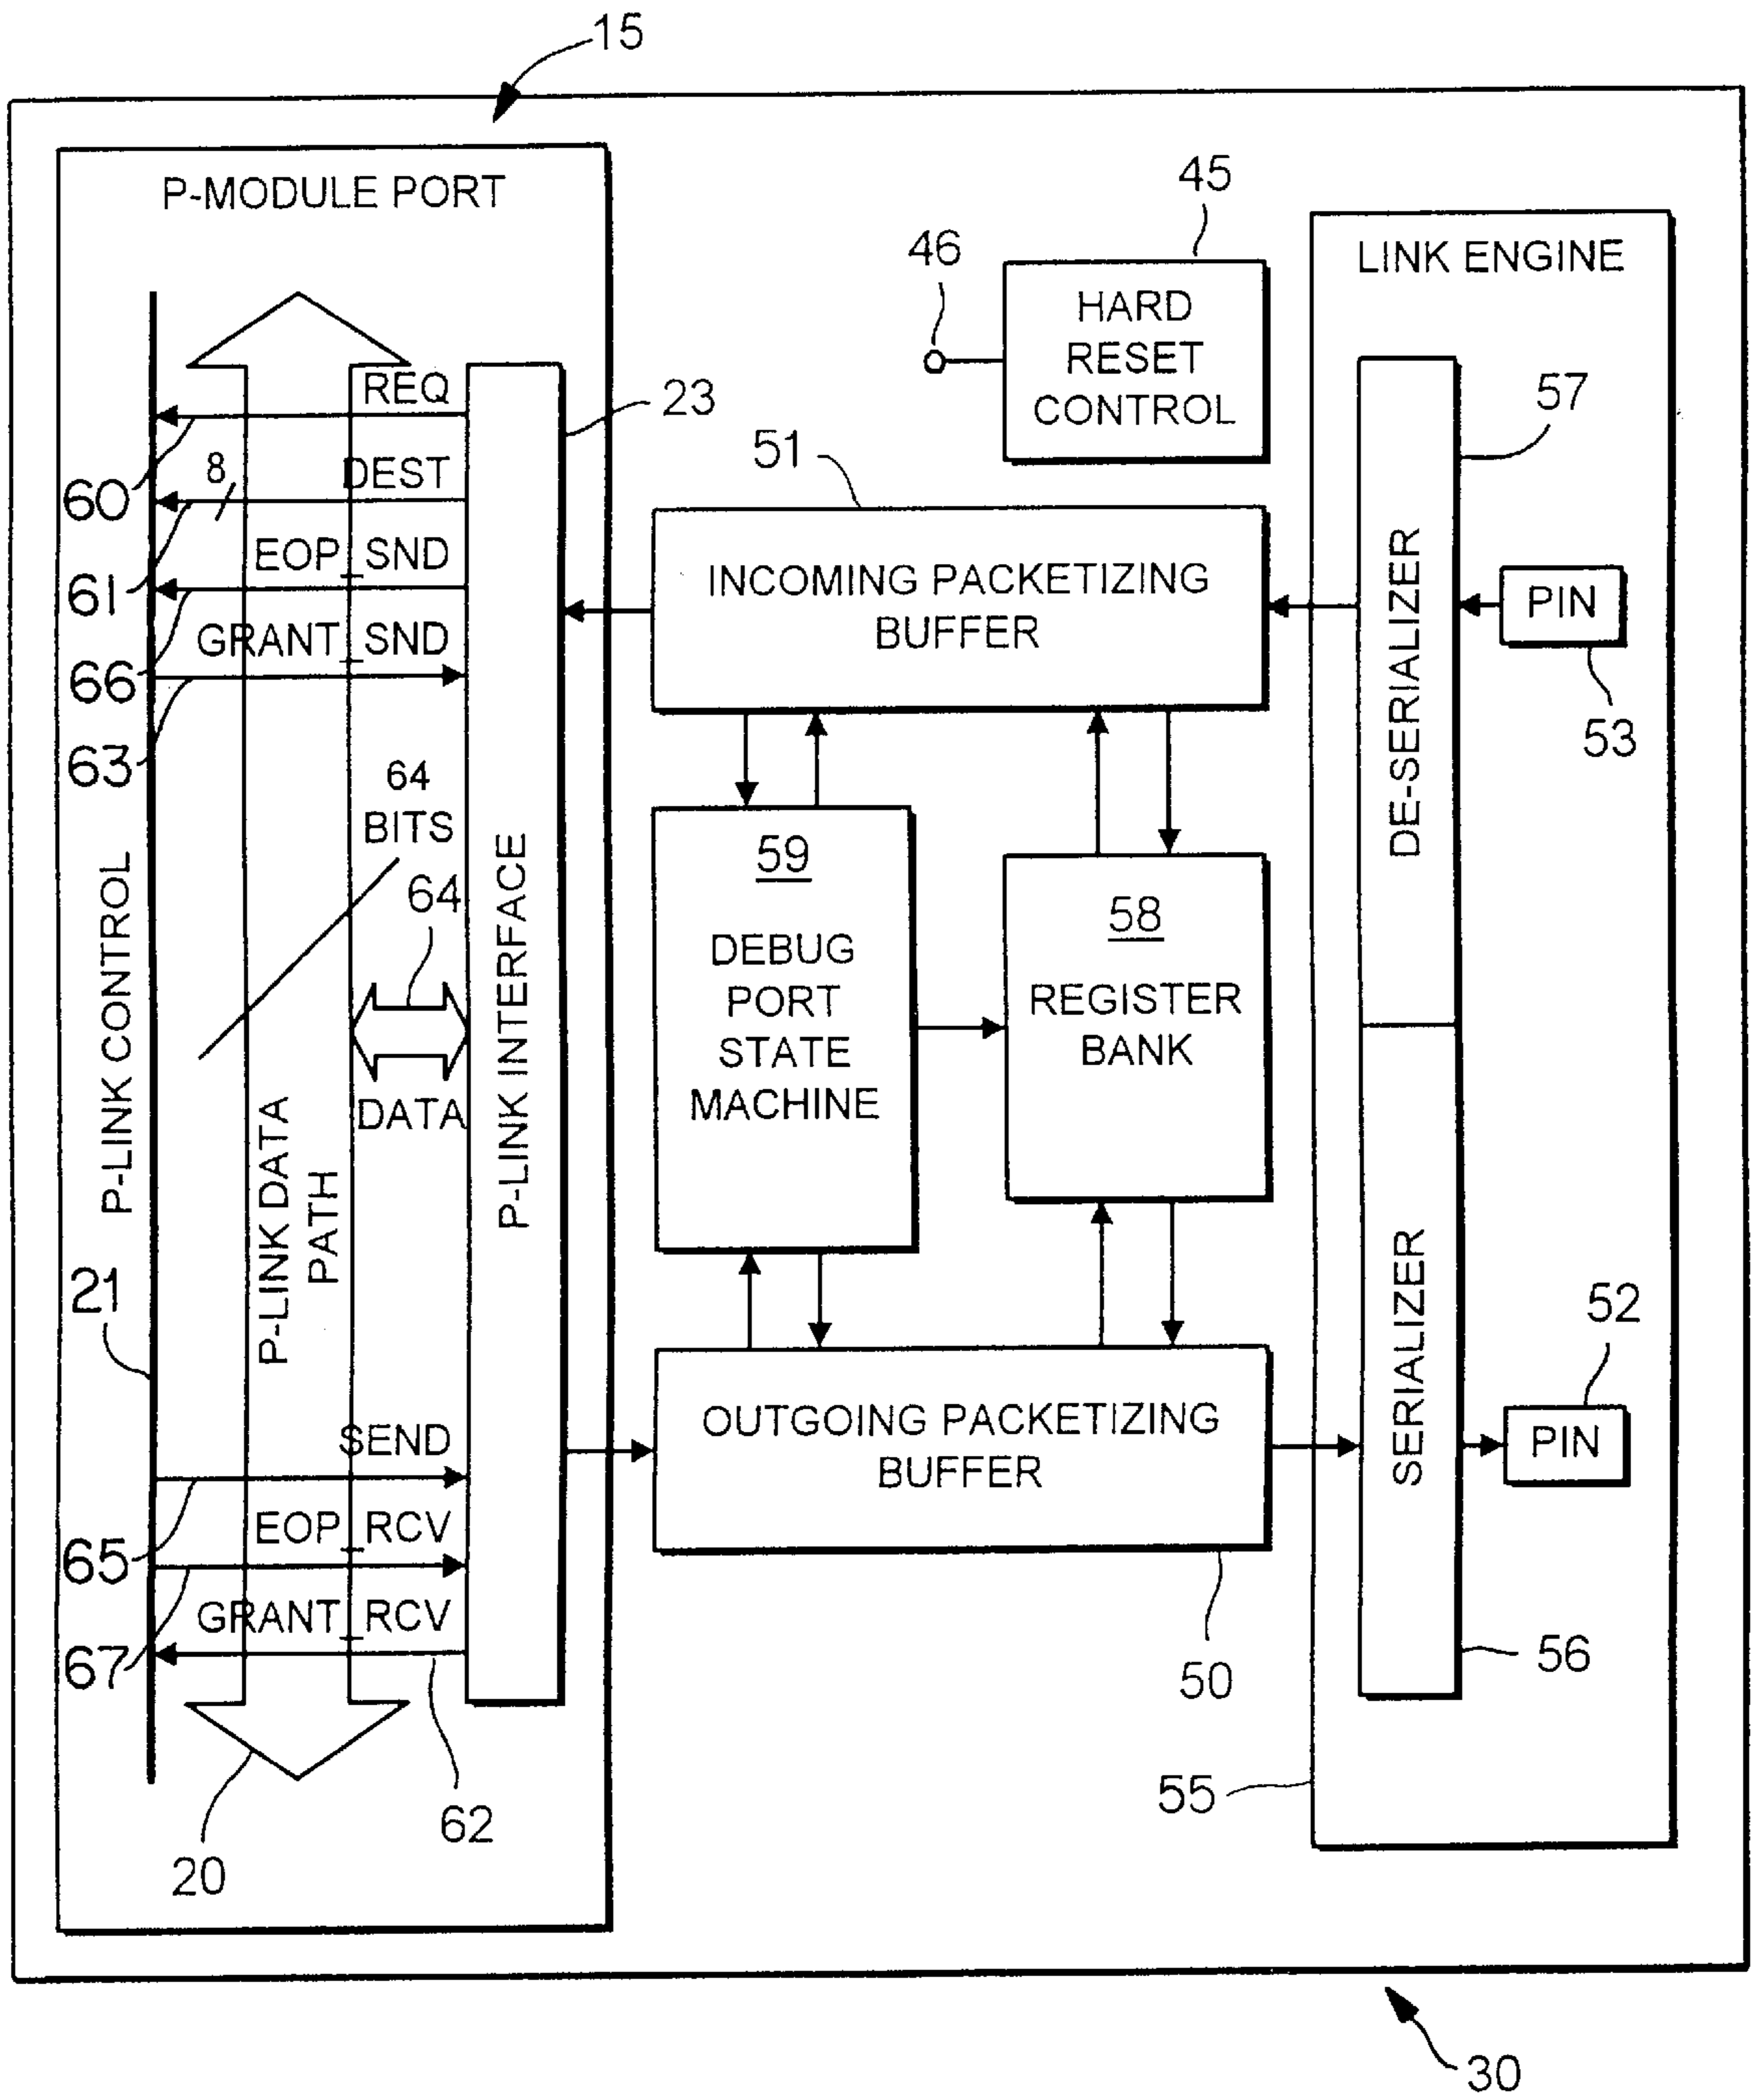 15
P-MODULE PORT
45
46
HARD
RESET
CONTROL
LINK ENGINE
REQ
23
57
51
8
DEST
60
EOP_SND
61
INCOMING PACKETIZING
BUFFER
DE-SERIALIZER
PIN
53
GRANT_SND
66
63
64
BITS
64
P-LINK CONTROL
P-LINK DATA
PATH
P-LINK INTERFACE
DATA
59
DEBUG
PORT
STATE
MACHINE
58
REGISTER
BANK
21
SERIALIZER
52
PIN
SEND
OUTGOING PACKETIZING
BUFFER
65
EOP_RCV
67
GRANT_RCV
50
56
55
62
20
30